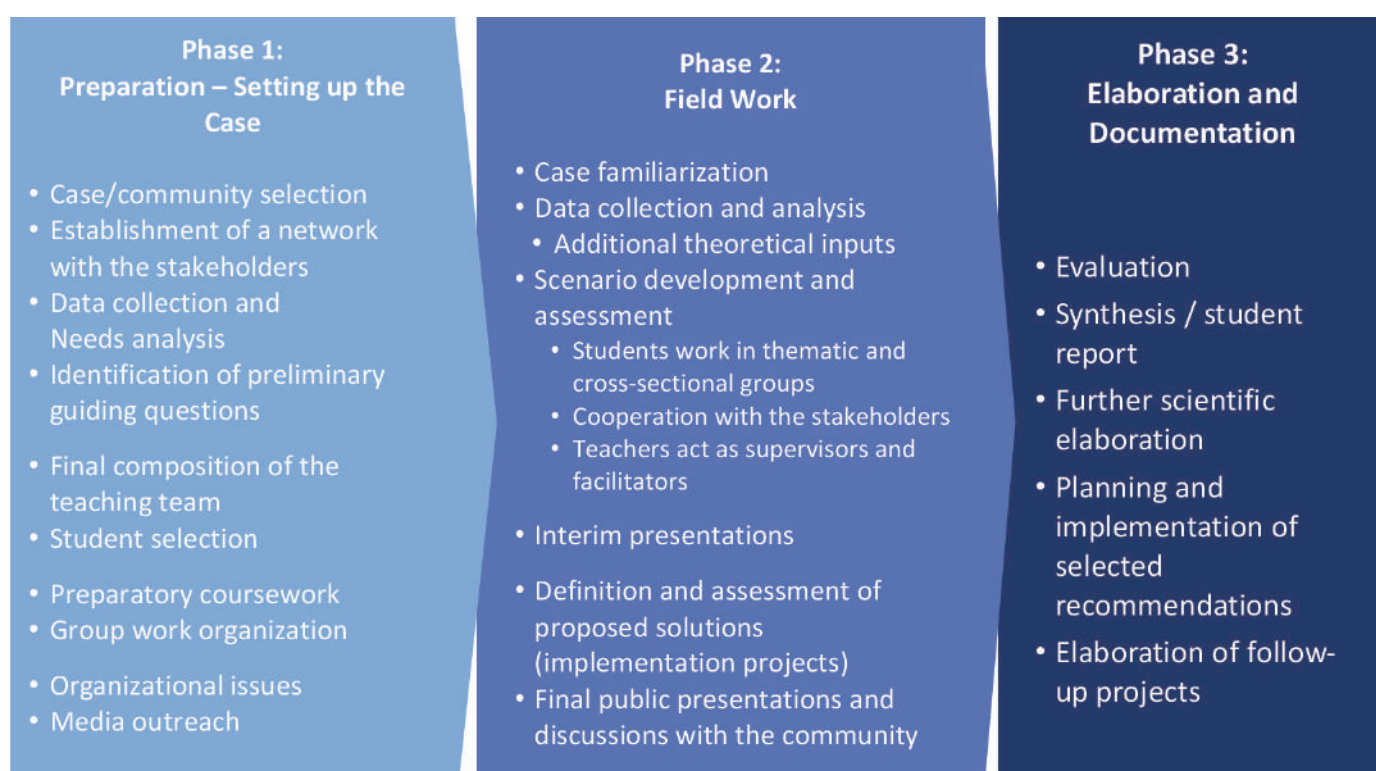 Phase 1:
Preparation – Setting up the
Case
• Case/community selection
• Establishment of a network
with the stakeholders
• Data collection and
Needs analysis
• Identification of preliminary
guiding questions
• Final composition of the
teaching team
• Student selection
• Preparatory coursework
• Group work organization
• Organizational issues
• Media outreach
Phase 2:
Field Work
• Case familiarization
• Data collection and analysis
• Additional theoretical inputs
• Scenario development and
assessment
• Students work in thematic and
cross-sectional groups
• Cooperation with the stakeholders
• Teachers act as supervisors and
facilitators
• Interim presentations
• Definition and assessment of
proposed solutions
(implementation projects)
• Final public presentations and
discussions with the community
Phase 3:
Elaboration and
Documentation
• Evaluation
• Synthesis / student
report
• Further scientific
elaboration
• Planning and
implementation of
selected
recommendations
• Elaboration of follow-
up projects